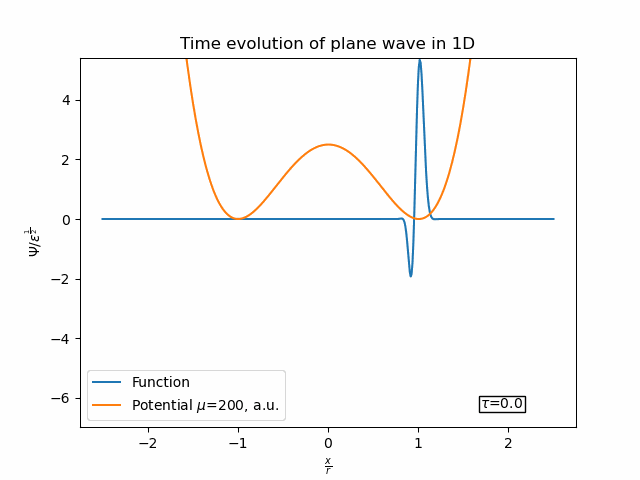 Time evolution of plane wave in 1D
Ψ/ε^{1/2}
4
2
0
−2
−4
−6
Function
Potential μ=200, a.u.
τ=0.0
−2
−1
0
1
2
x/r